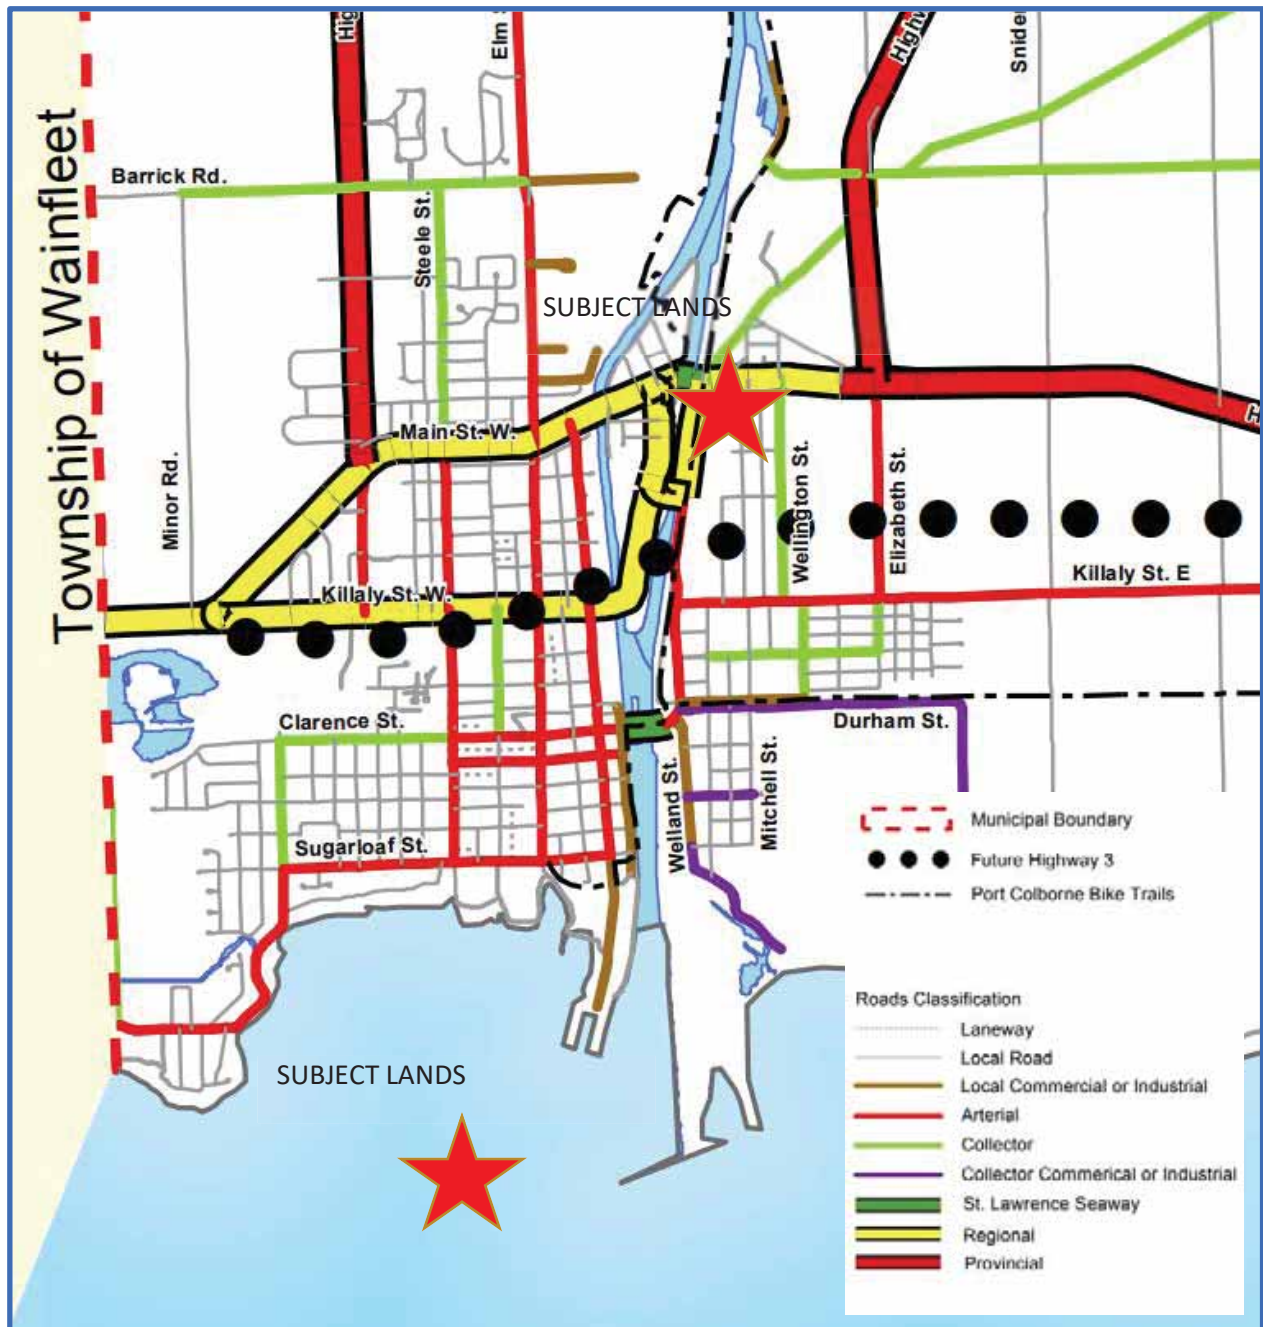 Elm S
Snider
Township of Wainfleet
Barrick Rd.
Steele St.
SUBJECT LANDS
Main St. W.
Minor Rd.
Wellington St.
Elizabeth St.
Killaly St. W.
Killaly St. E
Clarence St.
Durham St.
Welland St.
Mitchell St.
Sugarloaf St.
SUBJECT LANDS
Municipal Boundary
Future Highway 3
Port Colborne Bike Trails
Roads Classification
Laneway
Local Road
Local Commercial or Industrial
Arterial
Collector
Collector Commerical or Industrial
St. Lawrence Seaway
Regional
Provincial